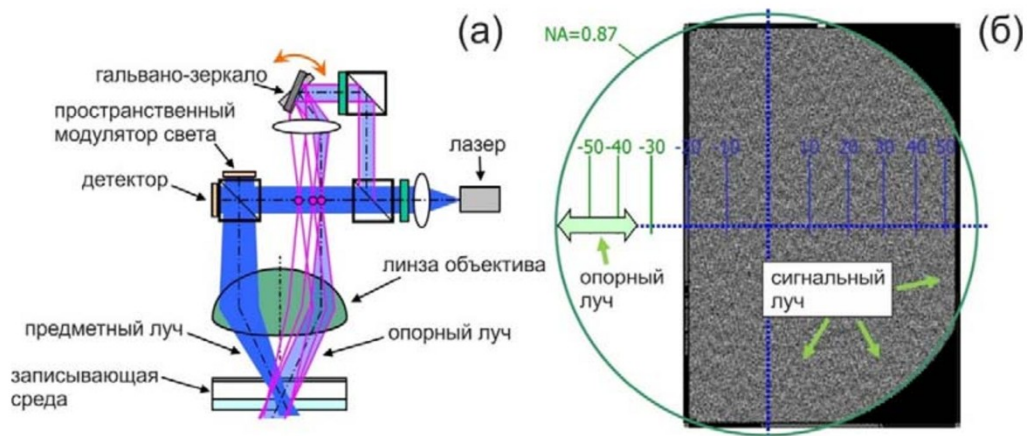 (а)
гальвано-зеркало
пространственный
модулятор света
детектор
лазер
линза объектива
предметный луч
опорный луч
записывающая
среда
(б)
NA=0.87
-50 -40 -30 -20 -10 10 20 30 40 50
опорный
луч
сигнальный
луч